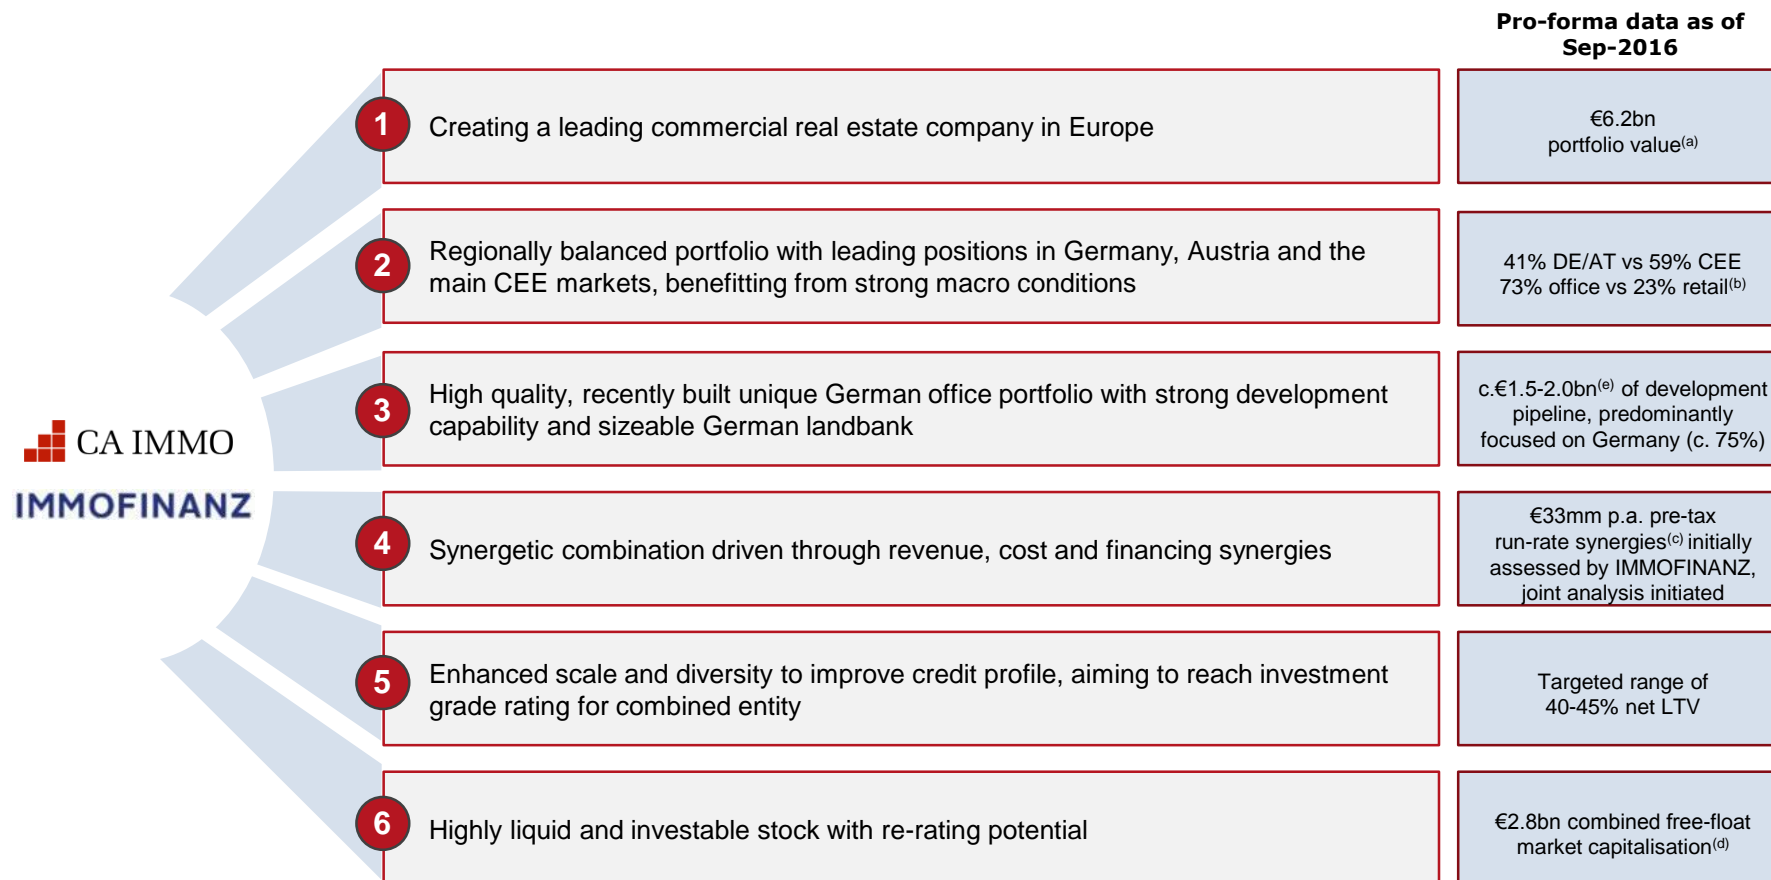 Pro-forma data as of
Sep-2016
1
Creating a leading commercial real estate company in Europe
€6.2bn
portfolio value(a)
2
Regionally balanced portfolio with leading positions in Germany, Austria and the
main CEE markets, benefitting from strong macro conditions
41% DE/AT vs 59% CEE
73% office vs 23% retail(b)
3
High quality, recently built unique German office portfolio with strong development
capability and sizeable German landbank
c.€1.5-2.0bn(e) of development
pipeline, predominantly
focused on Germany (c. 75%)
CA IMMO
IMMOFINANZ
4
Synergetic combination driven through revenue, cost and financing synergies
€33mm p.a. pre-tax
run-rate synergies(c) initially
assessed by IMMOFINANZ,
joint analysis initiated
5
Enhanced scale and diversity to improve credit profile, aiming to reach investment
grade rating for combined entity
Targeted range of
40-45% net LTV
6
Highly liquid and investable stock with re-rating potential
€2.8bn combined free-float
market capitalisation(d)